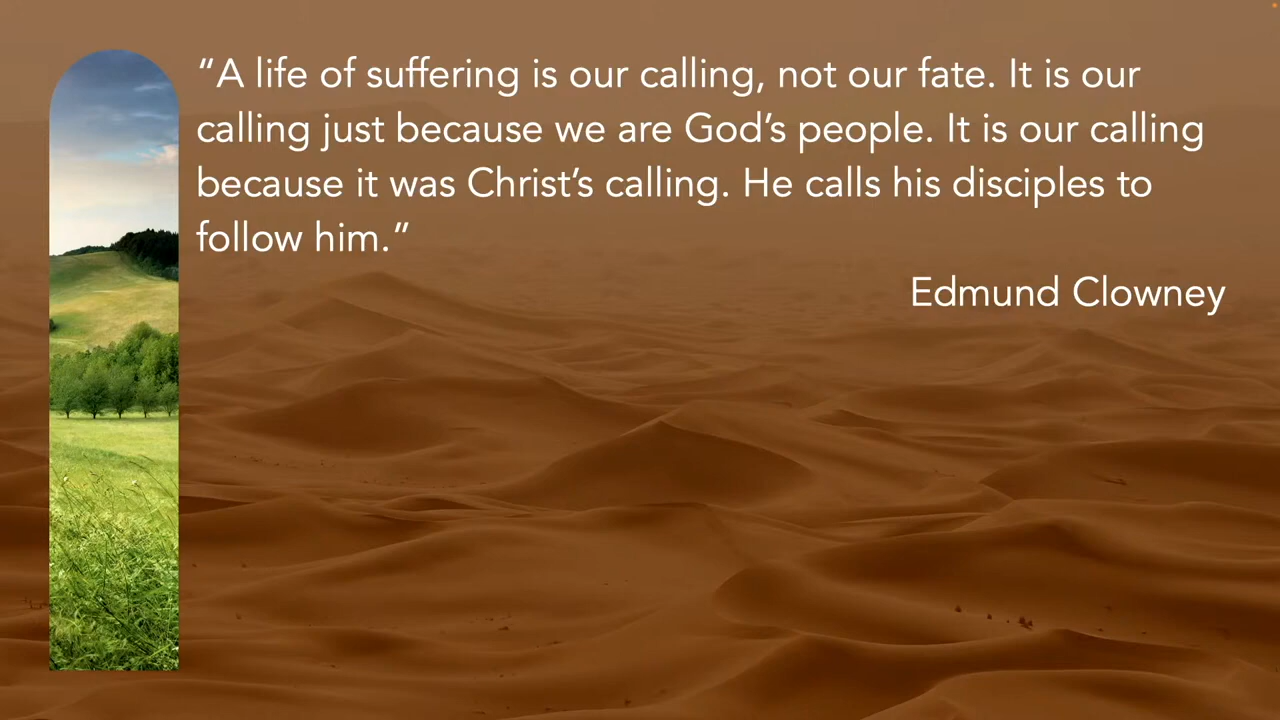 “A life of suffering is our calling, not our fate. It is our
calling just because we are God’s people. It is our calling
because it was Christ’s calling. He calls his disciples to
follow him.”
Edmund Clowney